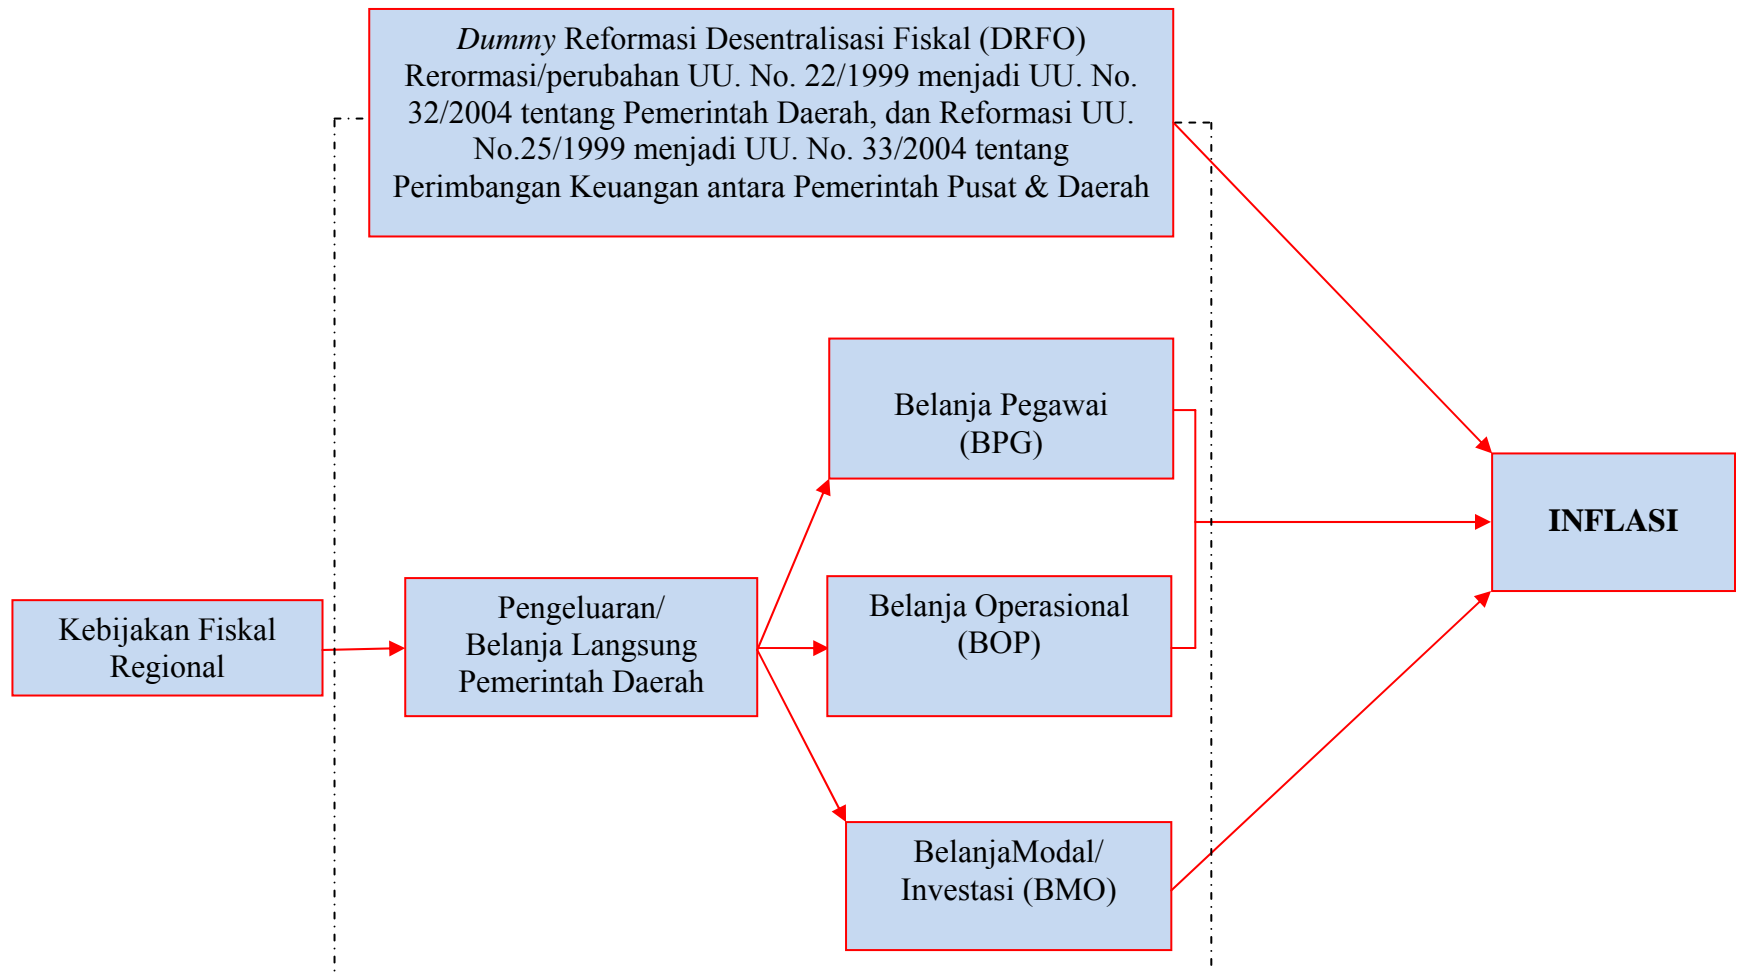 Dummy Reformasi Desentralisasi Fiskal (DRFO)
Rerormasi/perubahan UU. No. 22/1999 menjadi UU. No.
32/2004 tentang Pemerintah Daerah, dan Reformasi UU.
No.25/1999 menjadi UU. No. 33/2004 tentang
Perimbangan Keuangan antara Pemerintah Pusat & Daerah
Belanja Pegawai
(BPG)
INFLASI
Kebijakan Fiskal
Regional
Pengeluaran/
Belanja Langsung
Pemerintah Daerah
Belanja Operasional
(BOP)
BelanjaModal/
Investasi (BMO)